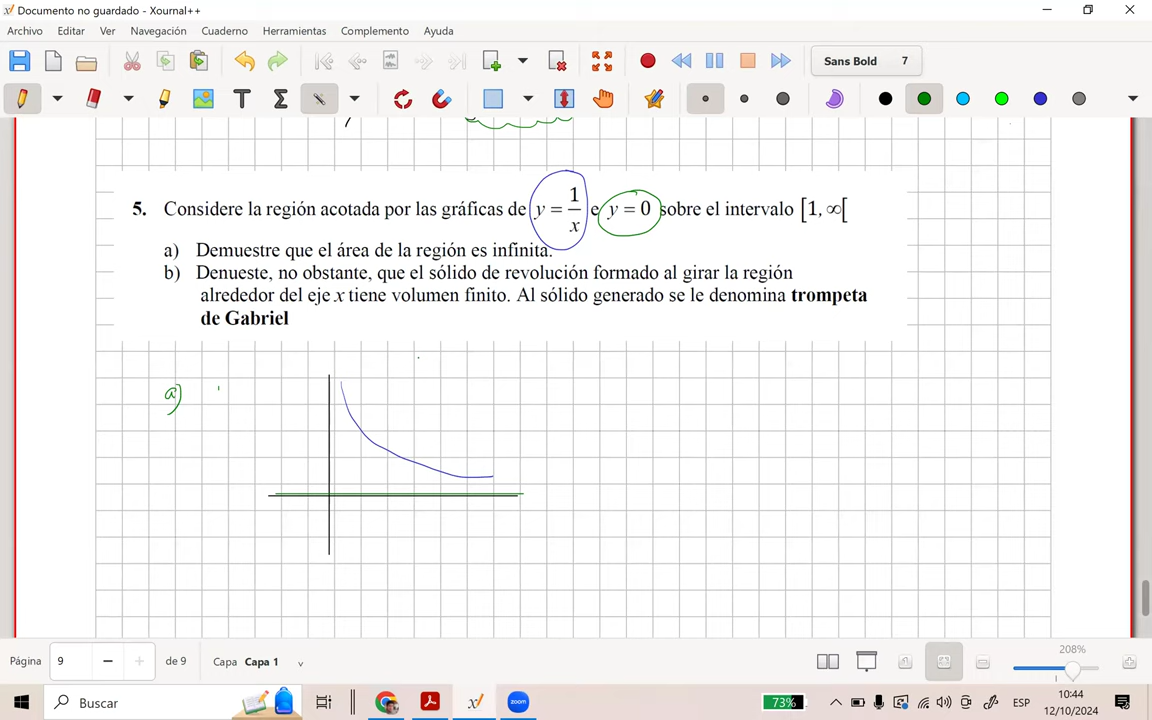 Documento no guardado - Xournal++
Archivo Editar Ver Navegación Cuaderno Herramientas Complemento Ayuda
Sans Bold 7
5. Considere la región acotada por las gráficas de y = 1/x e y = 0 sobre el intervalo [1, ∞[
a) Demuestre que el área de la región es infinita.
b) Denueste, no obstante, que el sólido de revolución formado al girar la región
alrededor del eje x tiene volumen finito. Al sólido generado se le denomina trompeta
de Gabriel
a)
Página 9 de 9 Capa Capa 1
208%
Buscar
zoom
73%
ESP
10:44
12/10/2024